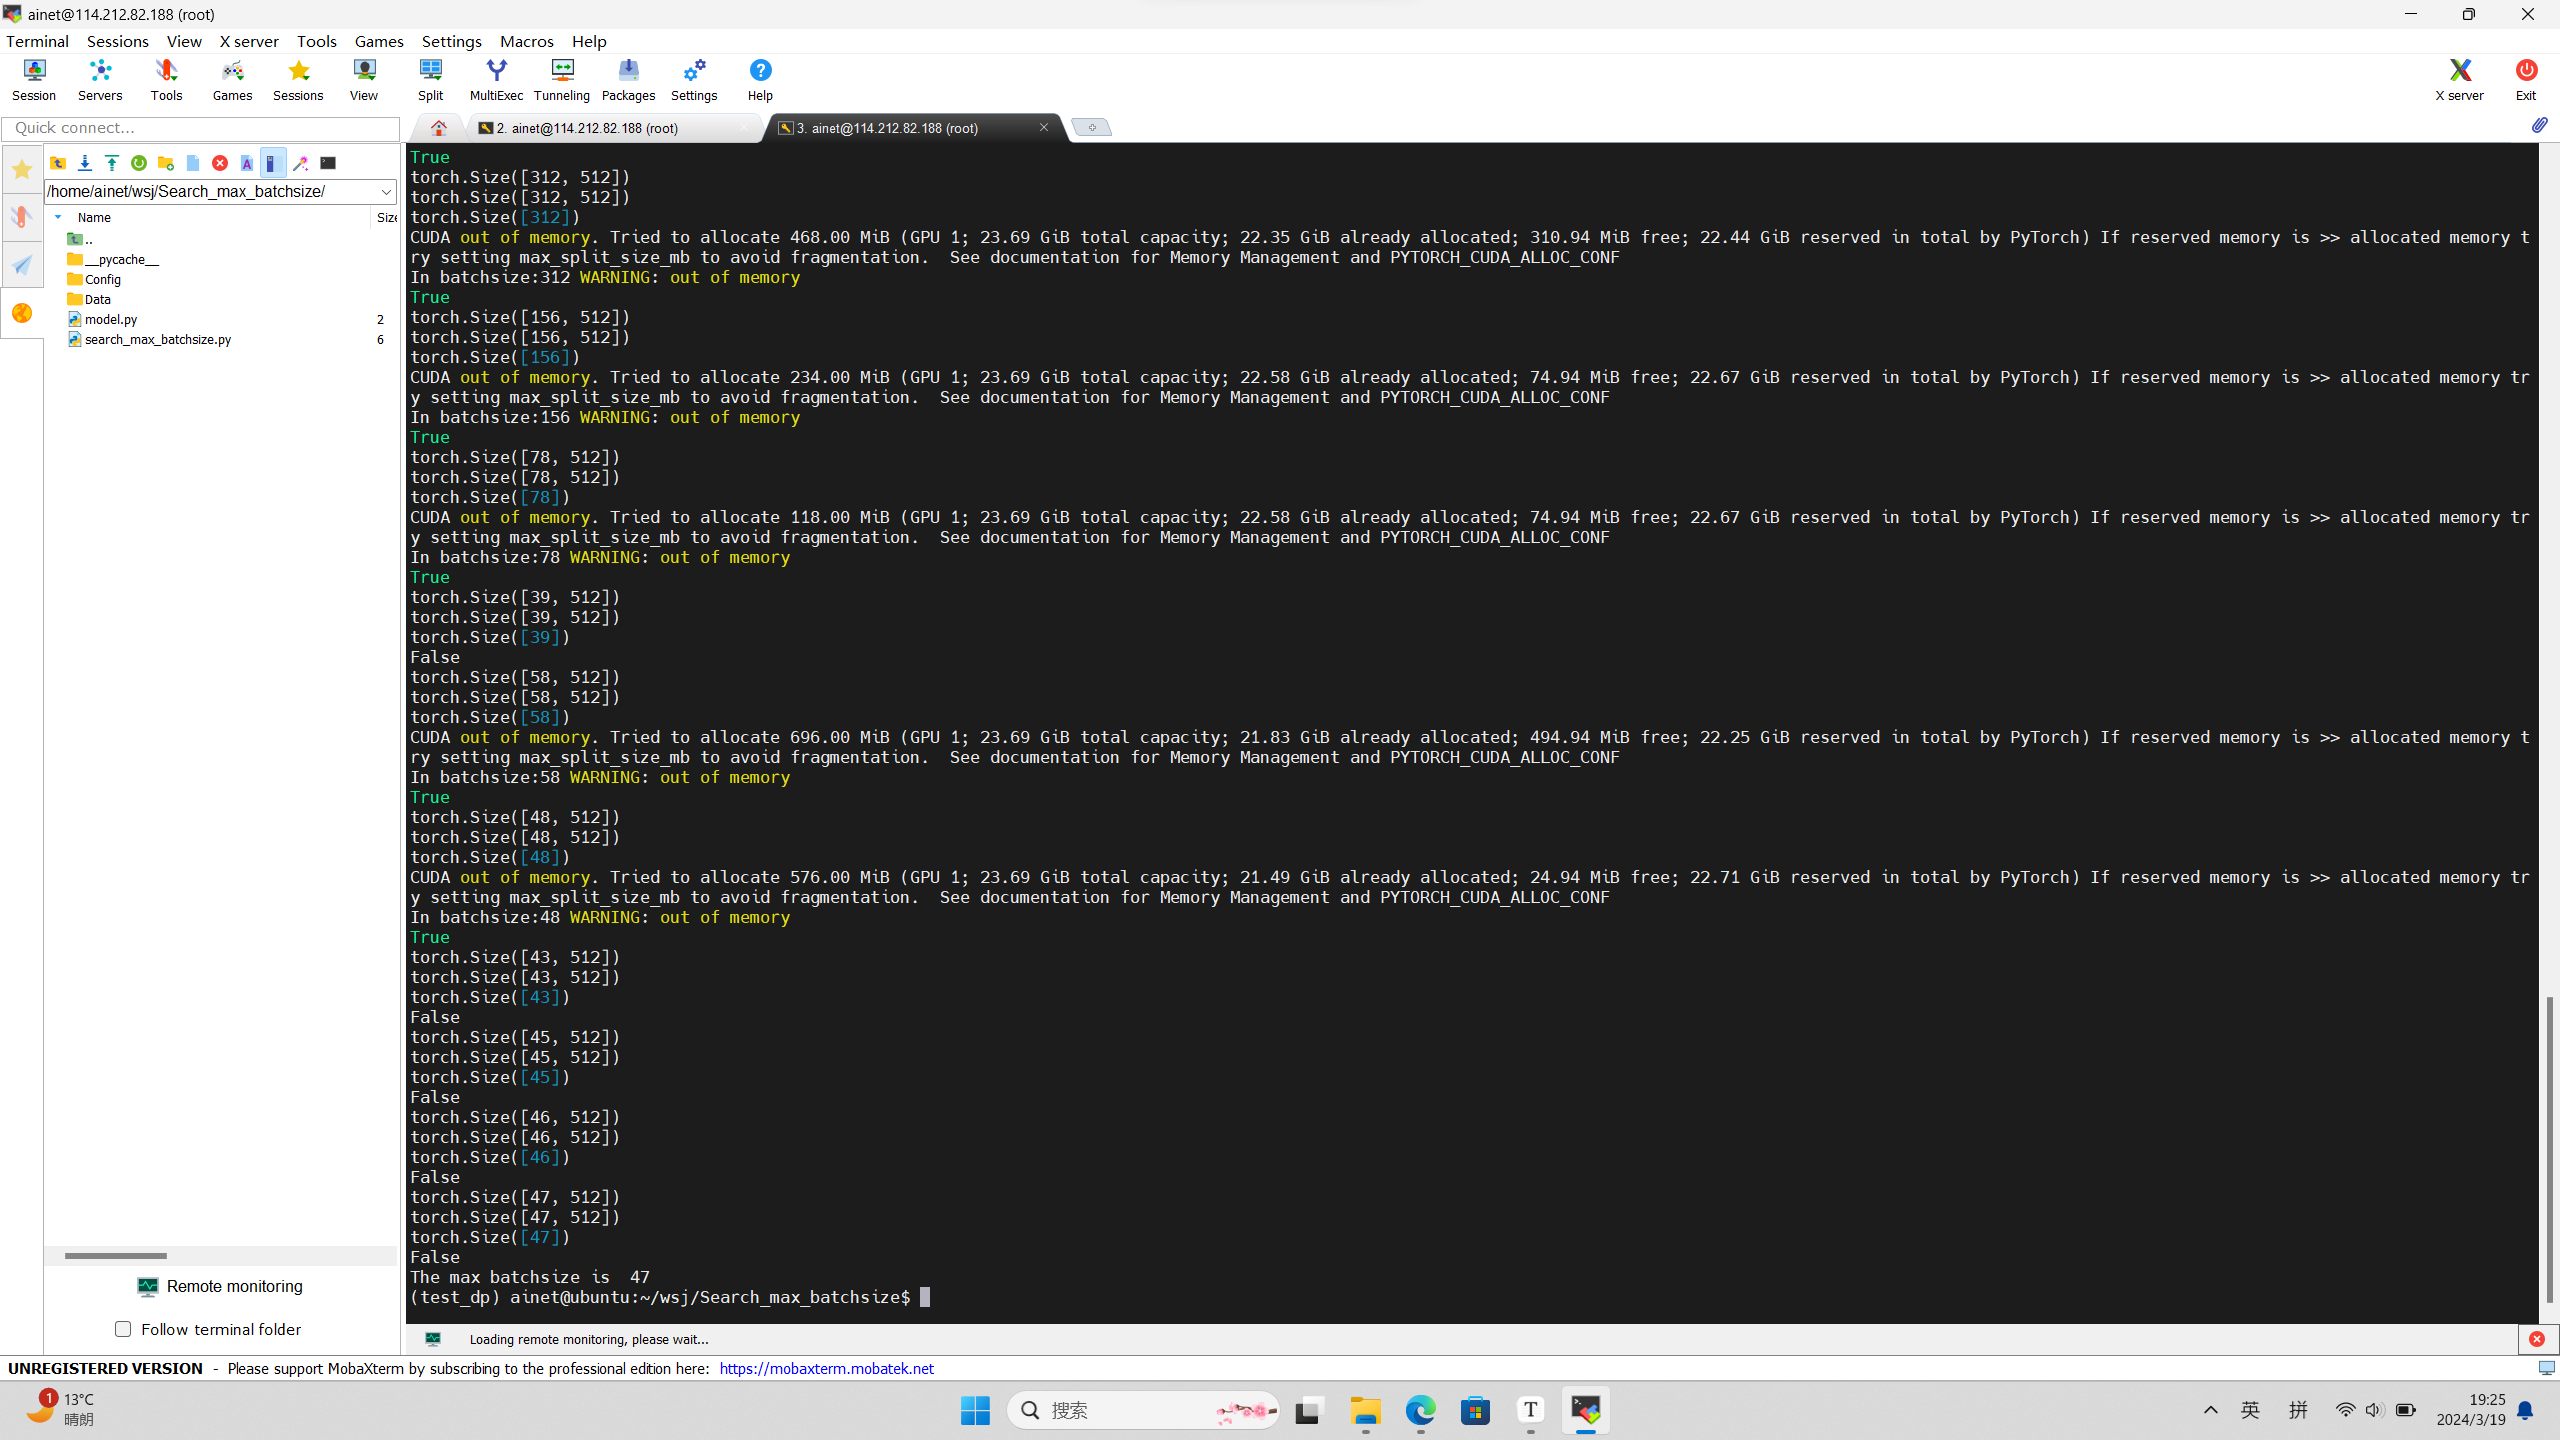 ainet@114.212.82.188 (root)
Terminal Sessions View X server Tools Games Settings Macros Help
Session Servers Tools Games Sessions View Split MultiExec Tunneling Packages Settings Help X server Exit
Quick connect...
2. ainet@114.212.82.188 (root)
3. ainet@114.212.82.188 (root)
/home/ainet/wsj/Search_max_batchsize/
Name Size
..
__pycache__
Config
Data
model.py 2
search_max_batchsize.py 6
Remote monitoring
Follow terminal folder
True
torch.Size([312, 512])
torch.Size([312, 512])
torch.Size([312])
CUDA out of memory. Tried to allocate 468.00 MiB (GPU 1; 23.69 GiB total capacity; 22.35 GiB already allocated; 310.94 MiB free; 22.44 GiB reserved in total by PyTorch) If reserved memory is >> allocated memory t
ry setting max_split_size_mb to avoid fragmentation.  See documentation for Memory Management and PYTORCH_CUDA_ALLOC_CONF
In batchsize:312 WARNING: out of memory
True
torch.Size([156, 512])
torch.Size([156, 512])
torch.Size([156])
CUDA out of memory. Tried to allocate 234.00 MiB (GPU 1; 23.69 GiB total capacity; 22.58 GiB already allocated; 74.94 MiB free; 22.67 GiB reserved in total by PyTorch) If reserved memory is >> allocated memory tr
y setting max_split_size_mb to avoid fragmentation.  See documentation for Memory Management and PYTORCH_CUDA_ALLOC_CONF
In batchsize:156 WARNING: out of memory
True
torch.Size([78, 512])
torch.Size([78, 512])
torch.Size([78])
CUDA out of memory. Tried to allocate 118.00 MiB (GPU 1; 23.69 GiB total capacity; 22.58 GiB already allocated; 74.94 MiB free; 22.67 GiB reserved in total by PyTorch) If reserved memory is >> allocated memory tr
y setting max_split_size_mb to avoid fragmentation.  See documentation for Memory Management and PYTORCH_CUDA_ALLOC_CONF
In batchsize:78 WARNING: out of memory
True
torch.Size([39, 512])
torch.Size([39, 512])
torch.Size([39])
False
torch.Size([58, 512])
torch.Size([58, 512])
torch.Size([58])
CUDA out of memory. Tried to allocate 696.00 MiB (GPU 1; 23.69 GiB total capacity; 21.83 GiB already allocated; 494.94 MiB free; 22.25 GiB reserved in total by PyTorch) If reserved memory is >> allocated memory t
ry setting max_split_size_mb to avoid fragmentation.  See documentation for Memory Management and PYTORCH_CUDA_ALLOC_CONF
In batchsize:58 WARNING: out of memory
True
torch.Size([48, 512])
torch.Size([48, 512])
torch.Size([48])
CUDA out of memory. Tried to allocate 576.00 MiB (GPU 1; 23.69 GiB total capacity; 21.49 GiB already allocated; 24.94 MiB free; 22.71 GiB reserved in total by PyTorch) If reserved memory is >> allocated memory tr
y setting max_split_size_mb to avoid fragmentation.  See documentation for Memory Management and PYTORCH_CUDA_ALLOC_CONF
In batchsize:48 WARNING: out of memory
True
torch.Size([43, 512])
torch.Size([43, 512])
torch.Size([43])
False
torch.Size([45, 512])
torch.Size([45, 512])
torch.Size([45])
False
torch.Size([46, 512])
torch.Size([46, 512])
torch.Size([46])
False
torch.Size([47, 512])
torch.Size([47, 512])
torch.Size([47])
False
The max batchsize is  47
(test_dp) ainet@ubuntu:~/wsj/Search_max_batchsize$
Loading remote monitoring, please wait...
UNREGISTERED VERSION - Please support MobaXterm by subscribing to the professional edition here: https://mobaxterm.mobatek.net
1
13°C
晴朗
搜索
T
英 拼
19:25
2024/3/19